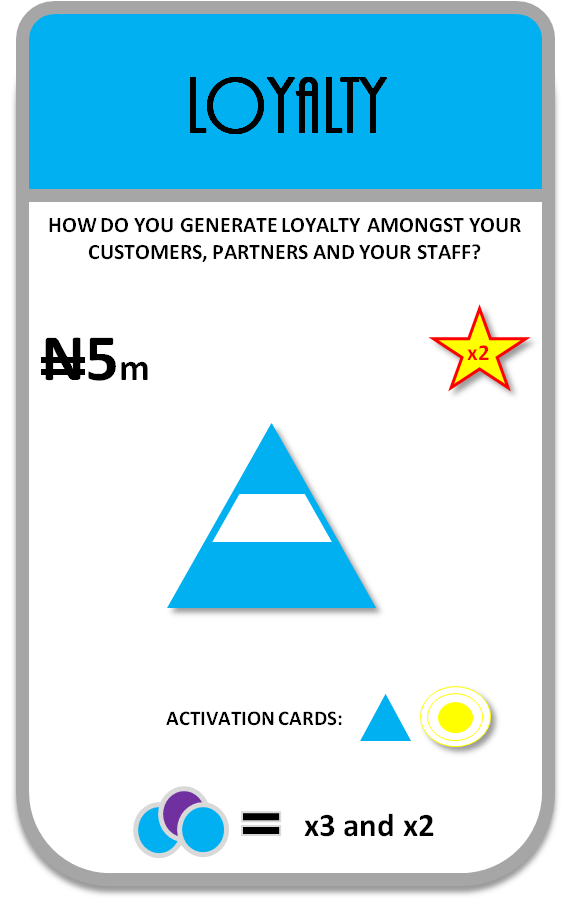 LOYALTY
HOW DO YOU GENERATE LOYALTY AMONGST YOUR
CUSTOMERS, PARTNERS AND YOUR STAFF?
₦5m
x2
ACTIVATION CARDS:
= x3 and x2